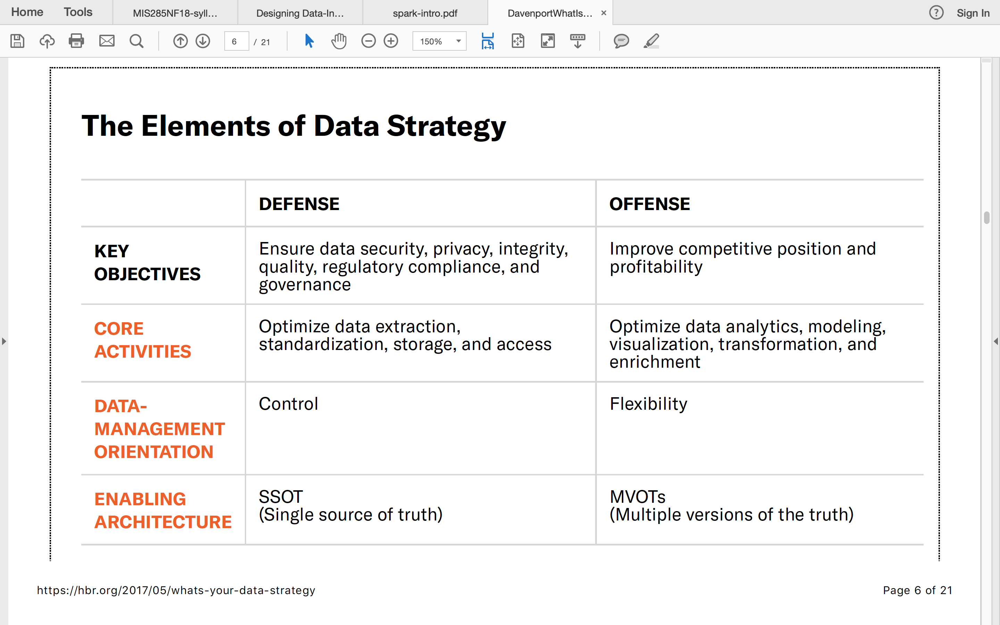 Home Tools MIS285NF18-syll... Designing Data-In... spark-intro.pdf DavenportWhatIs... × ? Sign In
6 / 21 150%
The Elements of Data Strategy
DEFENSE OFFENSE
KEY
OBJECTIVES
Ensure data security, privacy, integrity,
quality, regulatory compliance, and
governance
Improve competitive position and
profitability
CORE
ACTIVITIES
Optimize data extraction,
standardization, storage, and access
Optimize data analytics, modeling,
visualization, transformation, and
enrichment
DATA-
MANAGEMENT
ORIENTATION
Control
Flexibility
ENABLING
ARCHITECTURE
SSOT
(Single source of truth)
MVOTs
(Multiple versions of the truth)
https://hbr.org/2017/05/whats-your-data-strategy Page 6 of 21